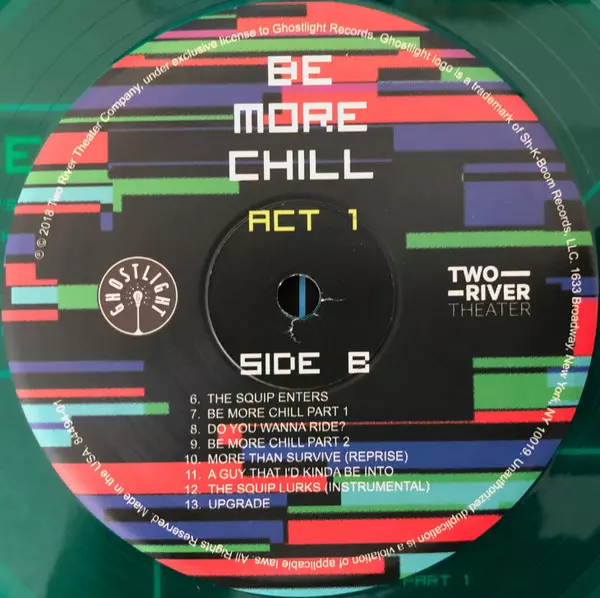 BE
MORE
CHILL
ACT 1
GHOSTLIGHT
TWO
RIVER
THEATER
SIDE B
6. THE SQUIP ENTERS
7. BE MORE CHILL PART 1
8. DO YOU WANNA RIDE?
9. BE MORE CHILL PART 2
10. MORE THAN SURVIVE (REPRISE)
11. A GUY THAT I'D KINDA BE INTO
12. THE SQUIP LURKS (INSTRUMENTAL)
13. UPGRADE
℗ © 2018 Two River Theater Company, under exclusive license to Ghostlight Records. Ghostlight logo is a trademark of Sh-K-Boom Records, LLC. 1633 Broadway, New York, NY 10019. Unauthorized duplication is a violation of applicable laws. All Rights Reserved. Made in the USA. 84494-01
E
PART 1